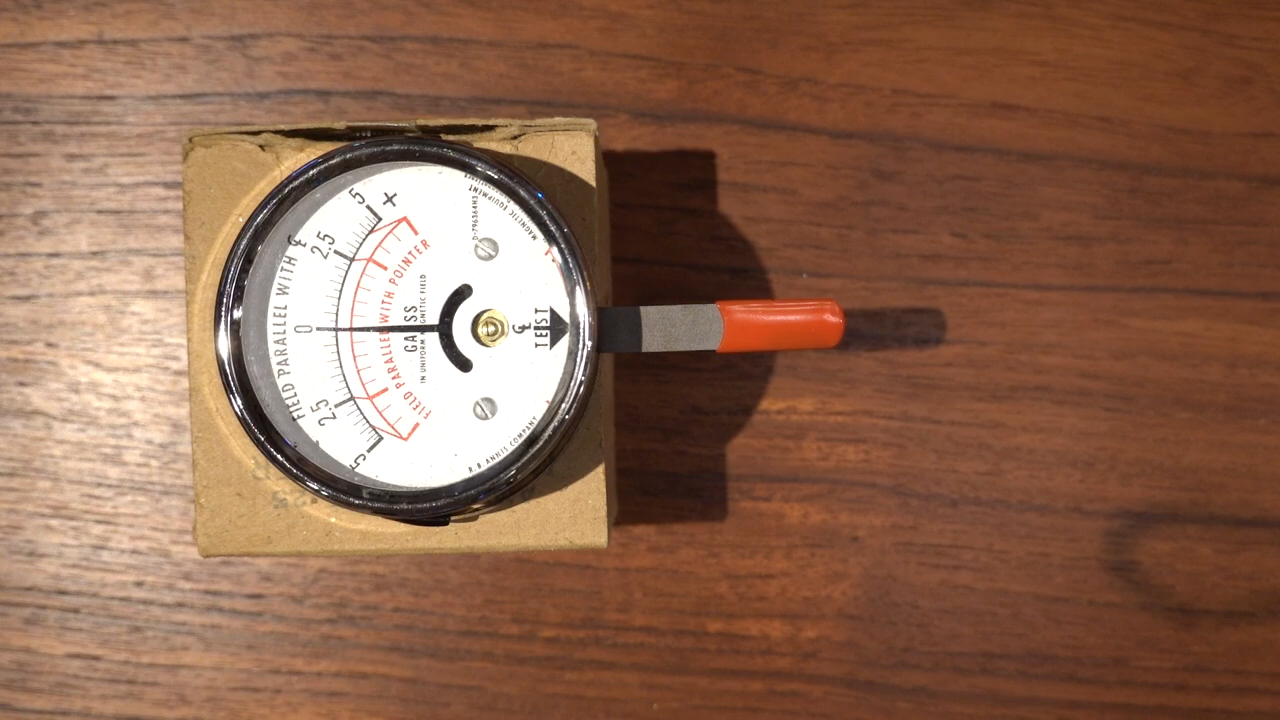 FIELD PARALLEL WITH ℄
5 2.5 0 2.5 5 +
FIELD PARALLEL WITH POINTER
GAUSS
IN UNIFORM MAGNETIC FIELD
℄
TEST
R. B. ANNIS COMPANY
MAGNETIC EQUIPMENT